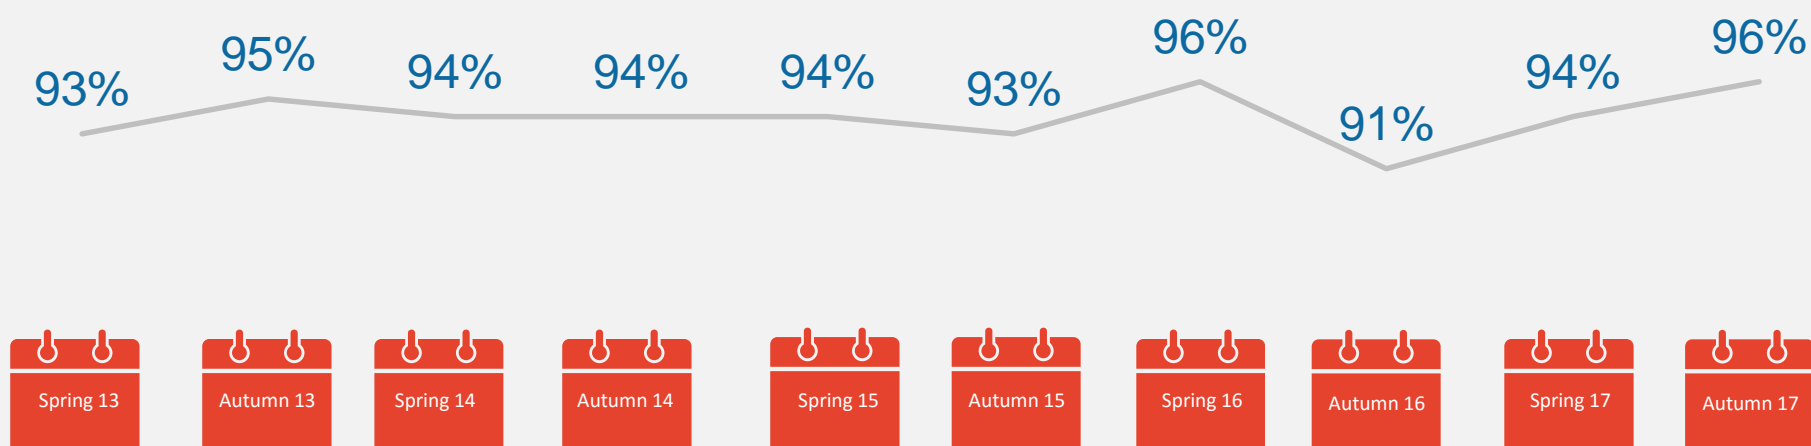 93%
95%
94%
94%
94%
93%
96%
91%
94%
96%
Spring 13
Autumn 13
Spring 14
Autumn 14
Spring 15
Autumn 15
Spring 16
Autumn 16
Spring 17
Autumn 17